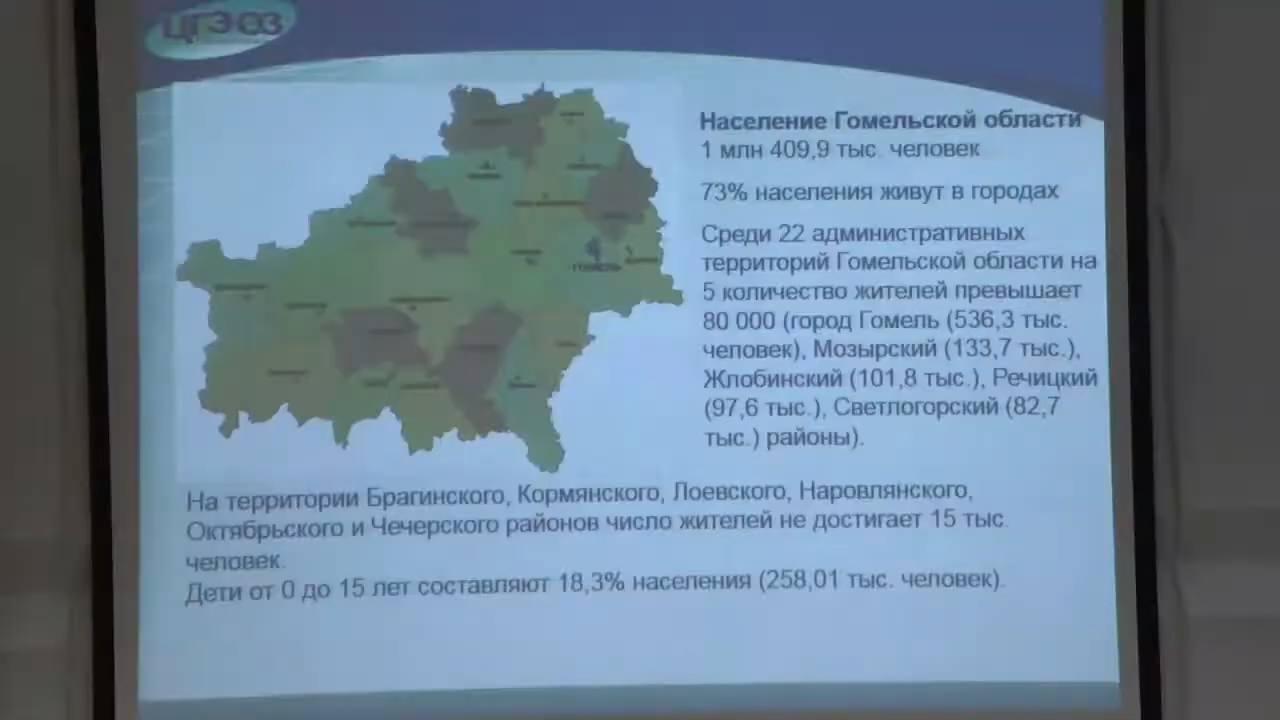 ЦГЭ ОЗ
Население Гомельской области
1 млн 409,9 тыс. человек
73% населения живут в городах
Среди 22 административных
территорий Гомельской области на
5 количество жителей превышает
80 000 (город Гомель (536,3 тыс.
человек), Мозырский (133,7 тыс.),
Жлобинский (101,8 тыс.), Речицкий
(97,6 тыс.), Светлогорский (82,7
тыс.) районы).
ГОМЕЛЬ
На территории Брагинского, Кормянского, Лоевского, Наровлянского,
Октябрьского и Чечерского районов число жителей не достигает 15 тыс.
человек.
Дети от 0 до 15 лет составляют 18,3% населения (258,01 тыс. человек).